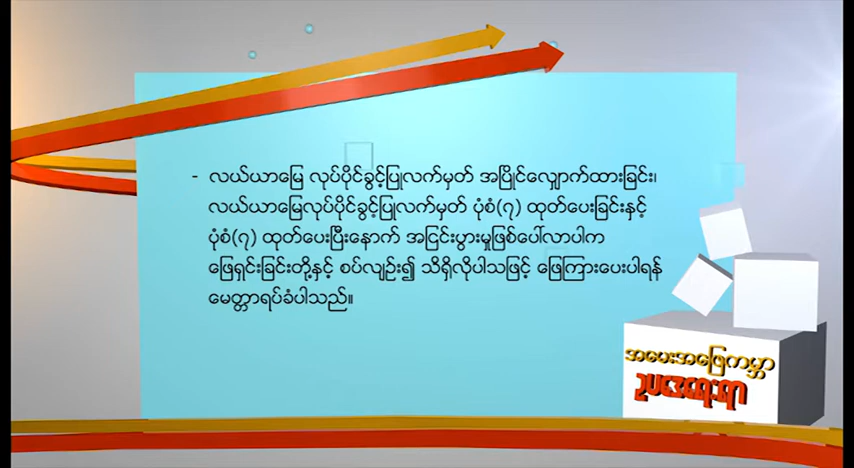 - လယ်ယာမြေ လုပ်ပိုင်ခွင့်ပြုလက်မှတ် အပြိုင်လျှောက်ထားခြင်း၊
လယ်ယာမြေလုပ်ပိုင်ခွင့်ပြုလက်မှတ် ပုံစံ(၇) ထုတ်ပေးခြင်းနှင့်
ပုံစံ(၇) ထုတ်ပေးပြီးနောက် အငြင်းပွားမှုဖြစ်ပေါ်လာပါက
ဖြေရှင်းခြင်းတို့နှင့် စပ်လျဉ်း၍ သိရှိလိုပါသဖြင့် ဖြေကြားပေးပါရန်
မေတ္တာရပ်ခံပါသည်။
အမေးအဖြေကဏ္ဍာ
ဥပဒေရေးရာ